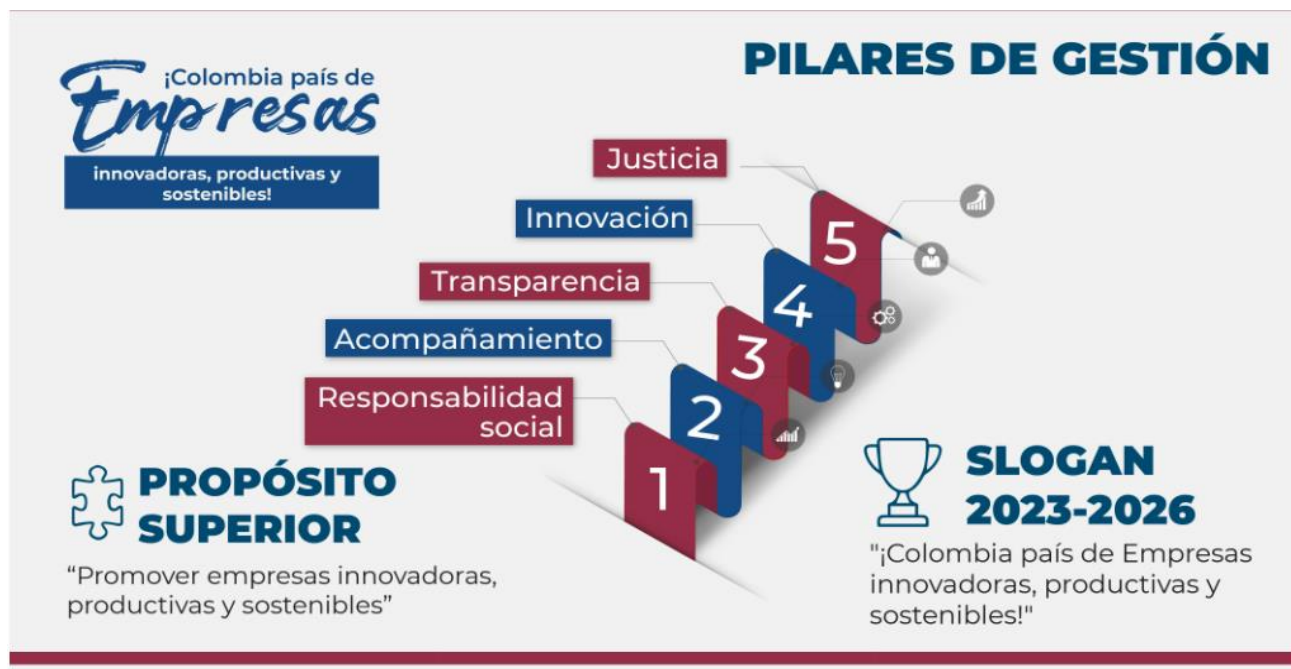 ¡Colombia país de
Empresas
innovadoras, productivas y
sostenibles!
PILARES DE GESTIÓN
Justicia
Innovación
Transparencia
Acompañamiento
Responsabilidad
social
5
4
3
2
1
PROPÓSITO
SUPERIOR
“Promover empresas innovadoras,
productivas y sostenibles”
SLOGAN
2023-2026
"¡Colombia país de Empresas
innovadoras, productivas y
sostenibles!"